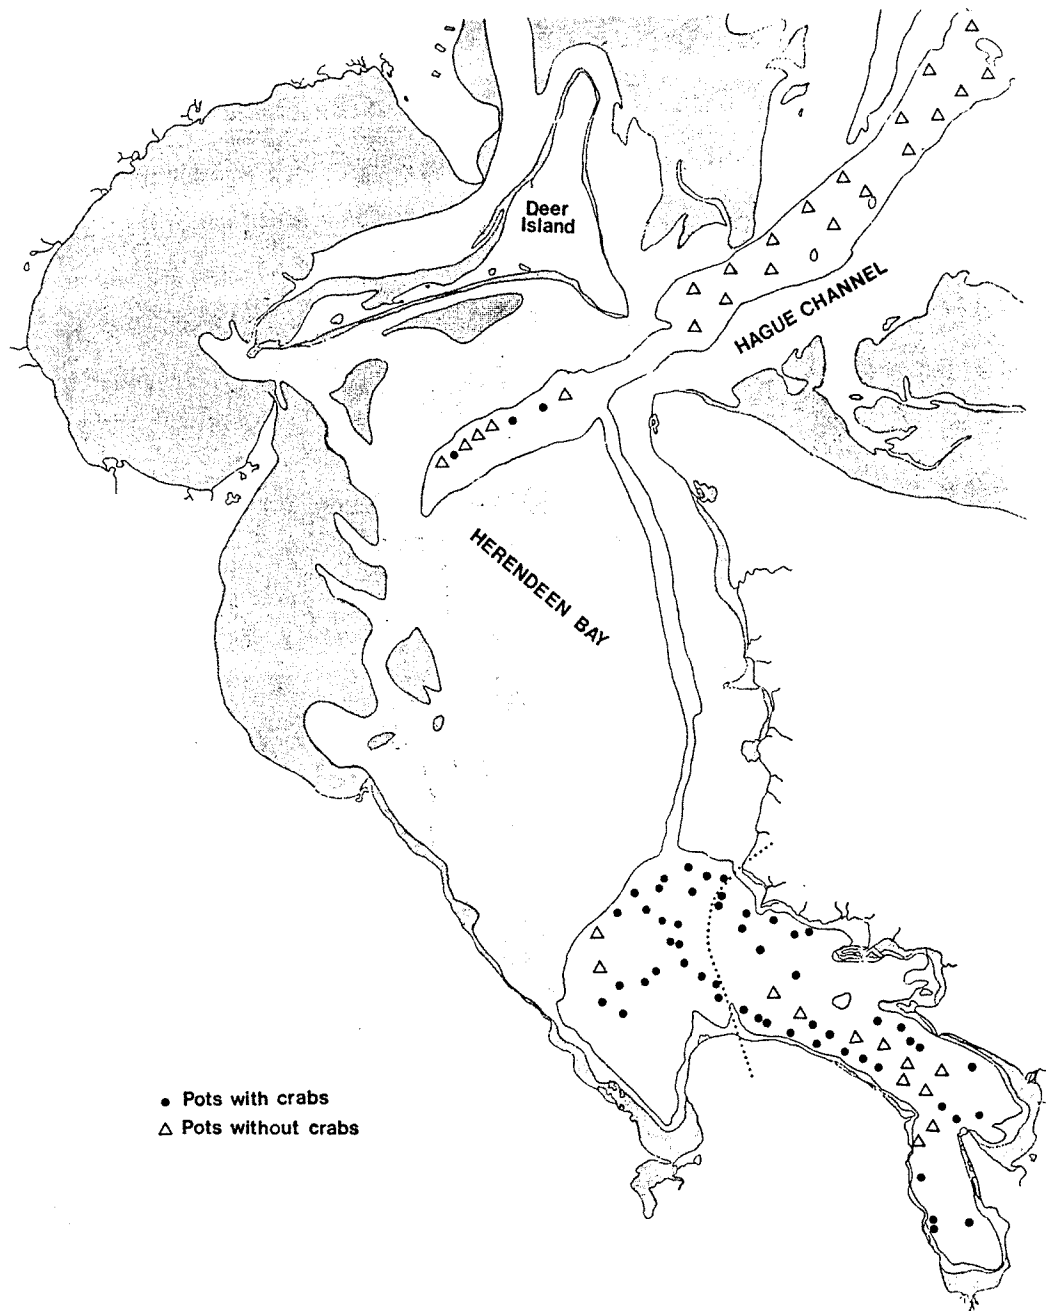 Deer
Island
HAGUE CHANNEL
HERENDEEN BAY
Pots with crabs
Pots without crabs